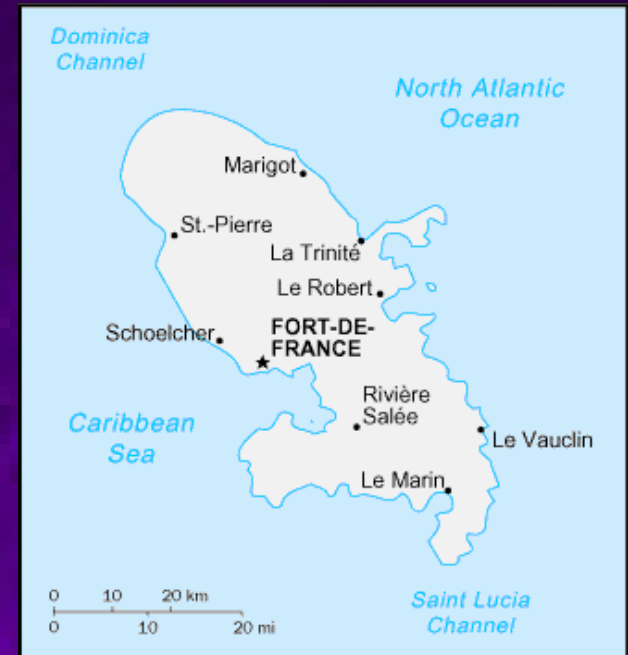 Dominica
Channel
North Atlantic
Ocean
Marigot
St.-Pierre
La Trinité
Le Robert
Schoelcher
FORT-DE-
FRANCE
Rivière
Salée
Caribbean
Sea
Le Vauclin
Le Marin
0 10 20 km
0 10 20 mi
Saint Lucia
Channel